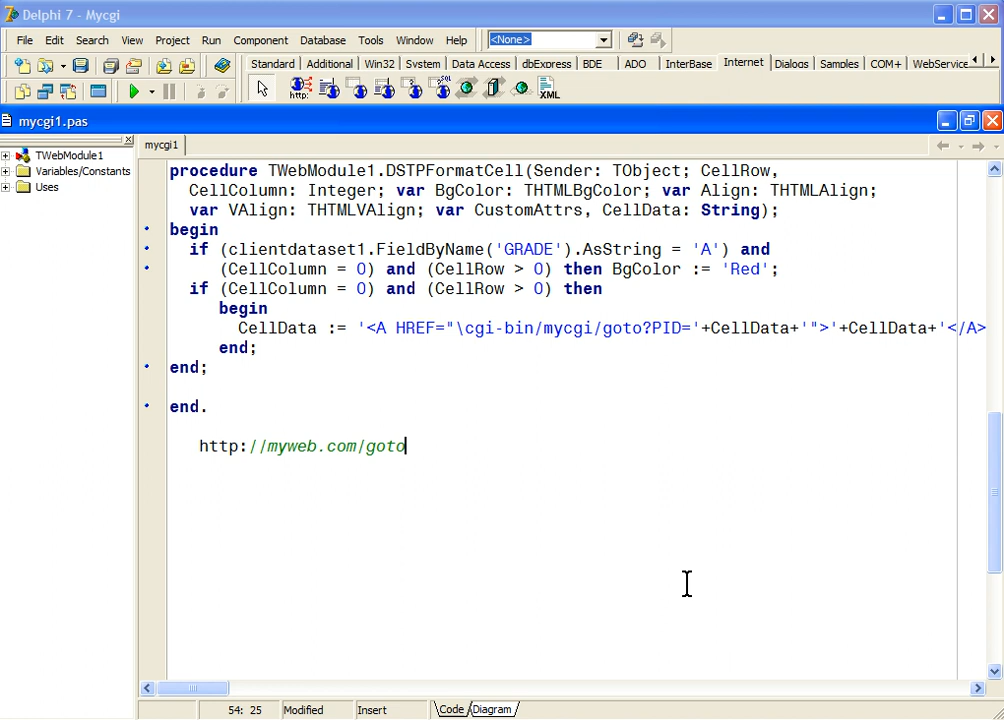 Delphi 7 - Mycgi
File Edit Search View Project Run Component Database Tools Window Help <None>
Standard Additional Win32 System Data Access dbExpress BDE ADO InterBase Internet Dialogs Samples COM+ WebService
http: SQL XML
mycgi1.pas
TWebModule1
Variables/Constants
Uses
mycgi1
procedure TWebModule1.DSTPFormatCell(Sender: TObject; CellRow,
CellColumn: Integer; var BgColor: THTMLBgColor; var Align: THTMLAlign;
var VAlign: THTMLVAlign; var CustomAttrs, CellData: String);
begin
if (clientdataset1.FieldByName('GRADE').AsString = 'A') and
(CellColumn = 0) and (CellRow > 0) then BgColor := 'Red';
if (CellColumn = 0) and (CellRow > 0) then
begin
CellData := '<A HREF="\cgi-bin/mycgi/goto?PID='+CellData+'">'+CellData+'</A>
end;
end;
end.
http://myweb.com/goto
54: 25 Modified Insert Code Diagram